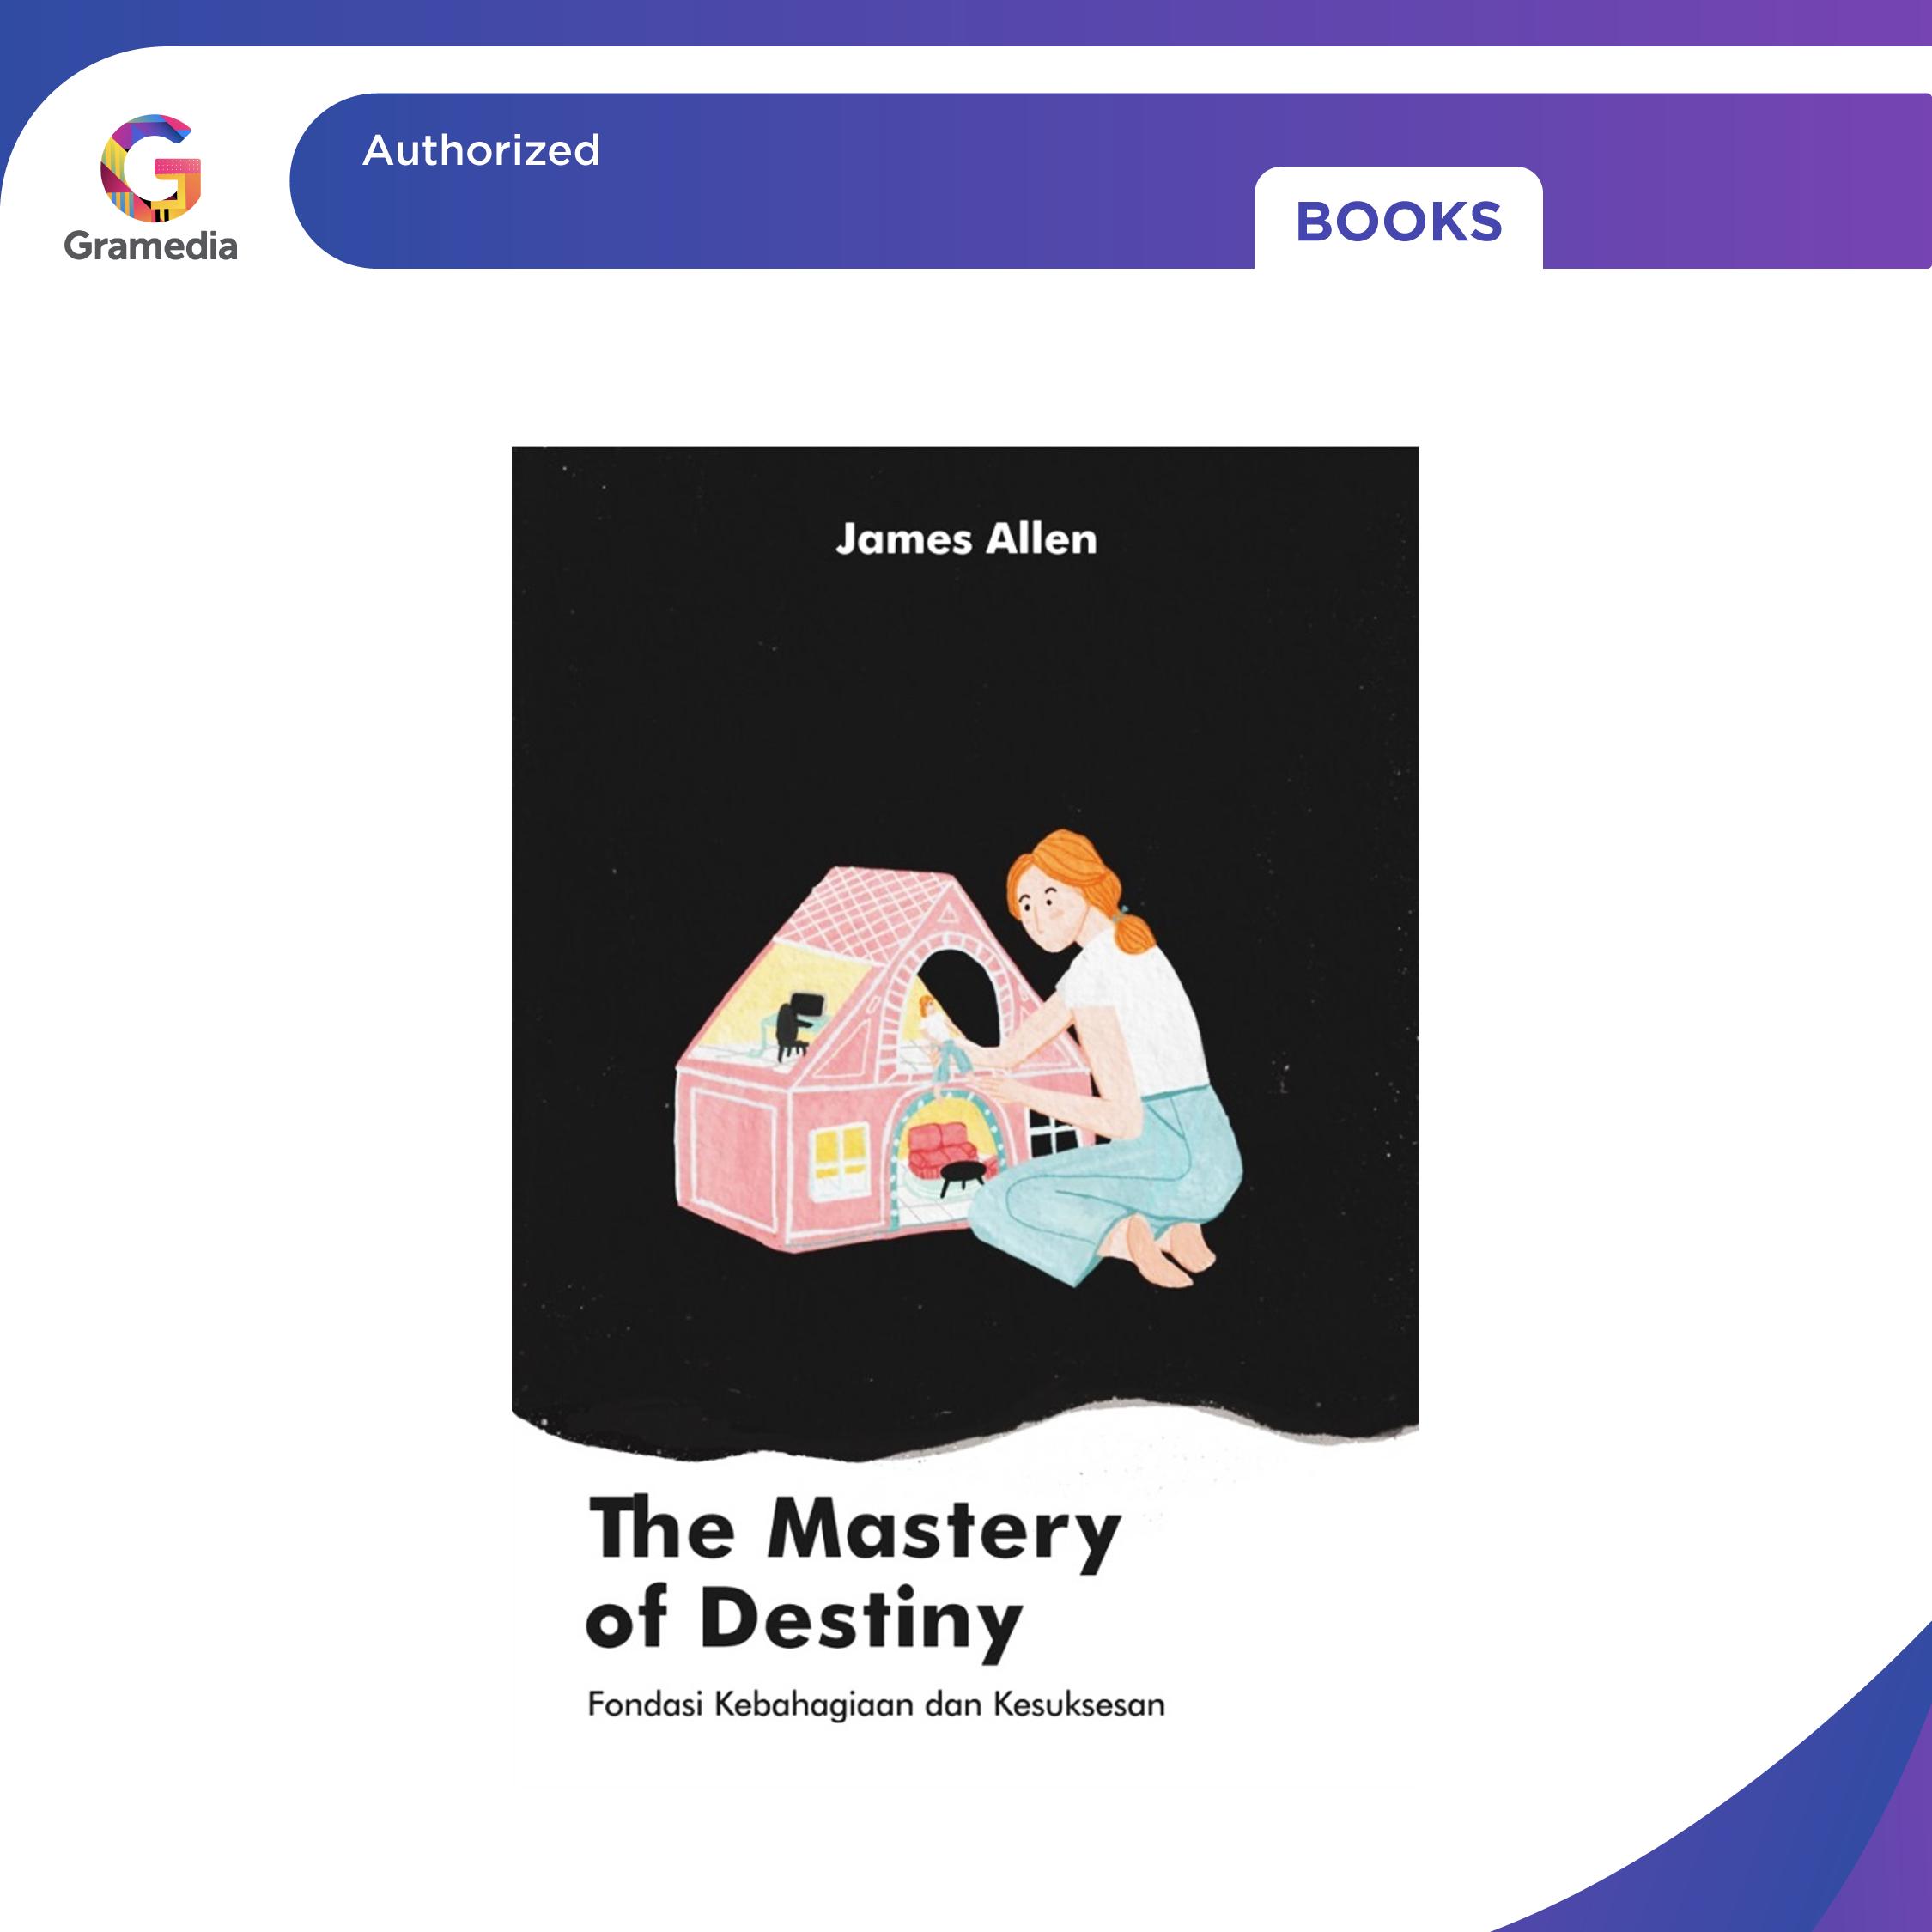 Authorized
Gramedia
BOOKS
James Allen
The Mastery
of Destiny
Fondasi Kebahagiaan dan Kesuksesan